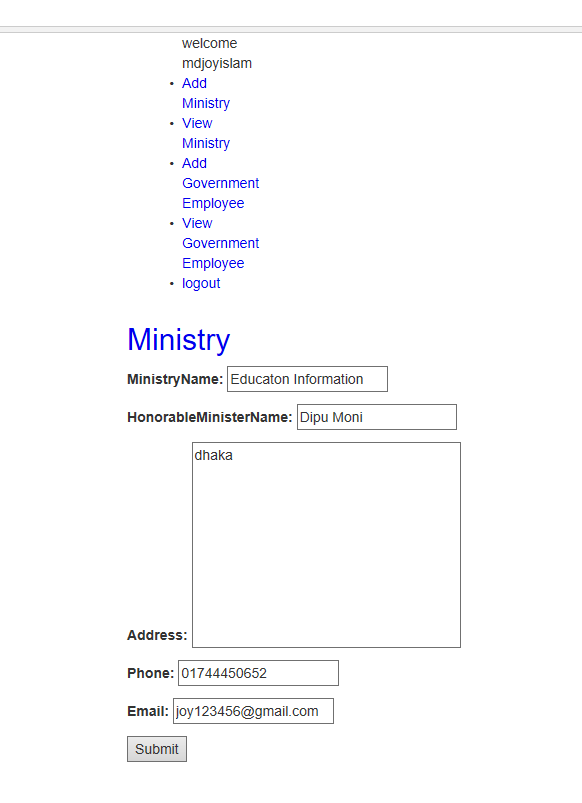 welcome
mdjoyislam
• Add
Ministry
• View
Ministry
• Add
Government
Employee
• View
Government
Employee
• logout
Ministry
MinistryName: Educaton Information
HonorableMinisterName: Dipu Moni
dhaka
Address:
Phone: 01744450652
Email: joy123456@gmail.com
Submit